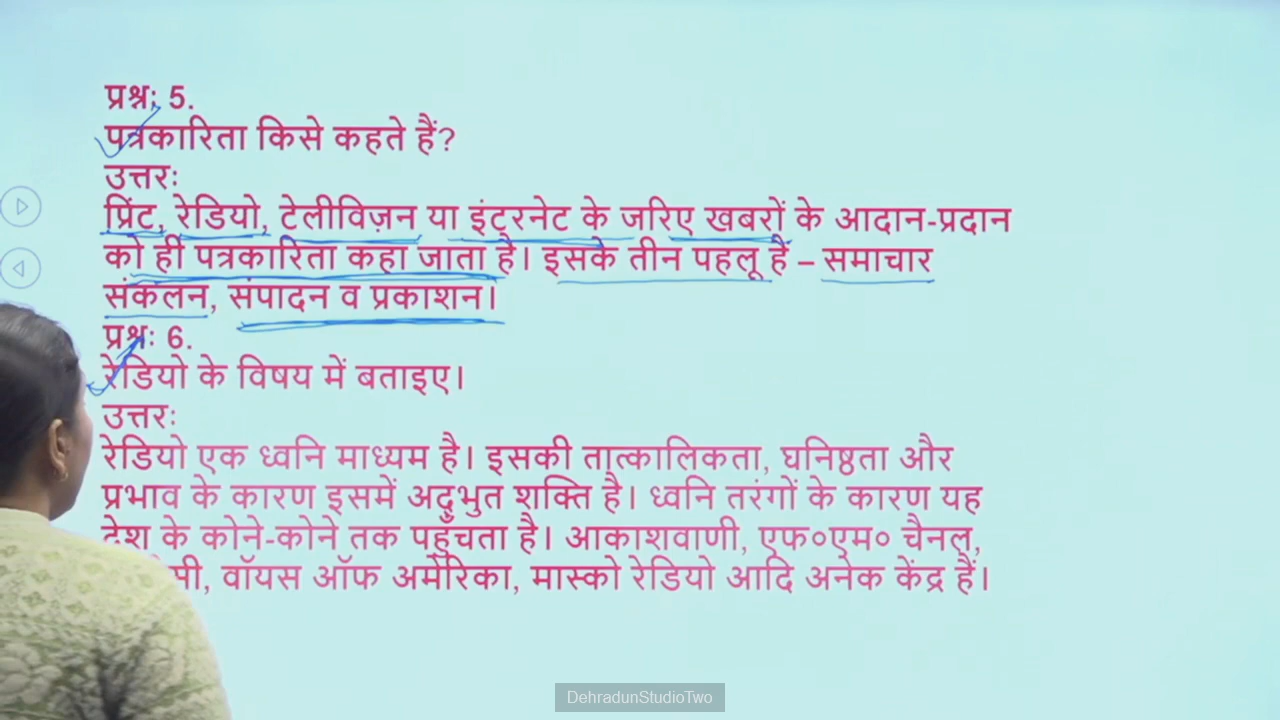 प्रश्न: 5.
पत्रकारिता किसे कहते हैं?
उत्तरः
प्रिंट, रेडियो, टेलीविज़न या इंटरनेट के जरिए खबरों के आदान-प्रदान
को ही पत्रकारिता कहा जाता है। इसके तीन पहलू हैं – समाचार
संकलन, संपादन व प्रकाशन।
प्रश्नः 6.
रेडियो के विषय में बताइए।
उत्तरः
रेडियो एक ध्वनि माध्यम है। इसकी तात्कालिकता, घनिष्ठता और
प्रभाव के कारण इसमें अद्भुत शक्ति है। ध्वनि तरंगों के कारण यह
देश के कोने-कोने तक पहुँचता है। आकाशवाणी, एफ०एम० चैनल,
वॉयस ऑफ अमेरिका, मास्को रेडियो आदि अनेक केंद्र हैं।
DehradunStudioTwo